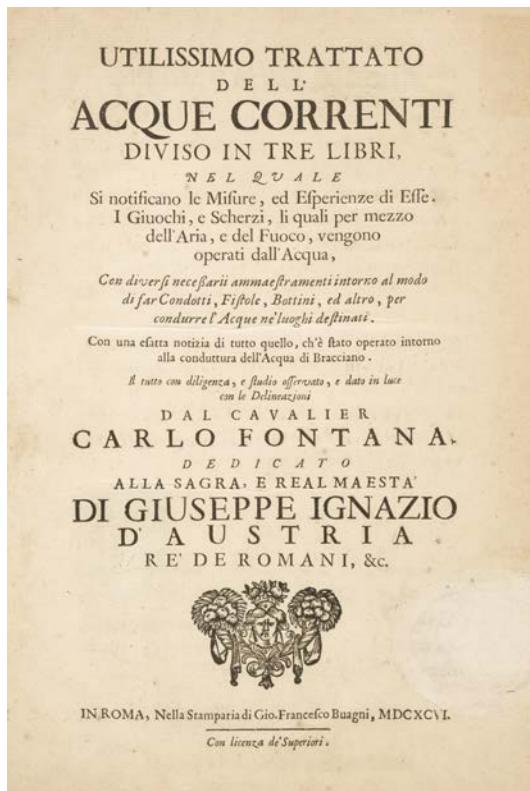 UTILISSIMO TRATTATO
DELL'
ACQUE CORRENTI
DIVISO IN TRE LIBRI,
NEL QVALE
Si notificano le Miſure, ed Eſperienze di Eſſe.
I Giuochi, e Scherzi, li quali per mezzo
dell'Aria, e del Fuoco, vengono
operati dall'Acqua,
Con diverſi neceßarii ammaeſtramenti intorno al modo
di far Condotti, Fiſtole, Bottini, ed altro, per
condurre l'Acque ne' luoghi deſtinati.
Con una eſatta notizia di tutto quello, ch'è ſtato operato intorno
alla conduttura dell'Acqua di Bracciano.
Il tutto con diligenza, e ſtudio oſſervato, e dato in luce
con le Delineazioni
DAL CAVALIER
CARLO FONTANA.
DEDICATO
ALLA SAGRA, E REAL MAESTA'
DI GIUSEPPE IGNAZIO
D'AUSTRIA
RE' DE ROMANI, &c.
IN ROMA, Nella Stamparia di Gio. Franceſco Buagni, MDCXCVI.
Con licenza de' Superiori.